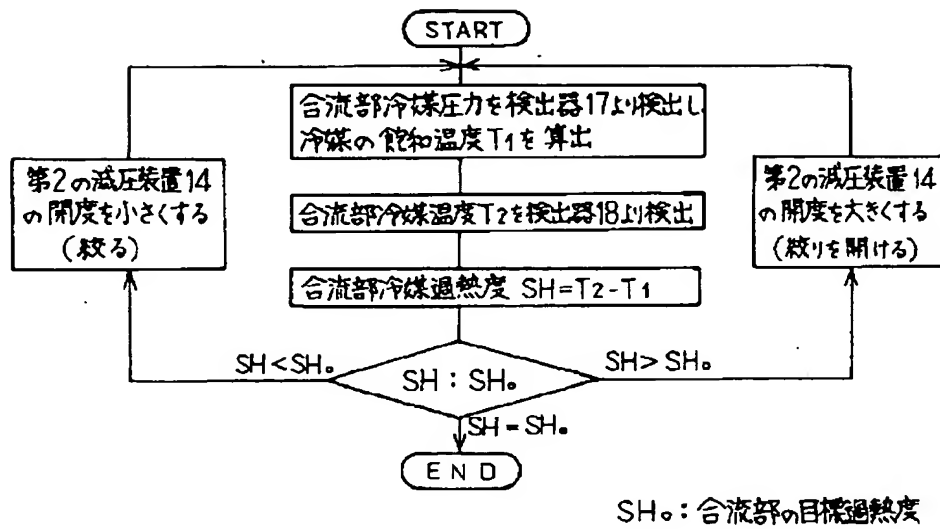 START
合流部冷媒圧力を検出器17より検出し
冷媒の飽和温度T1を算出
第2の減圧装置14
の開度を小さくする
(絞る)
合流部冷媒温度T2を検出器18より検出
第2の減圧装置14
の開度を大きくする
(絞りを開ける)
合流部冷媒過熱度 SH=T2-T1
SH<SH。
SH:SH。
SH>SH。
SH=SH。
END
SH。:合流部の目標過熱度